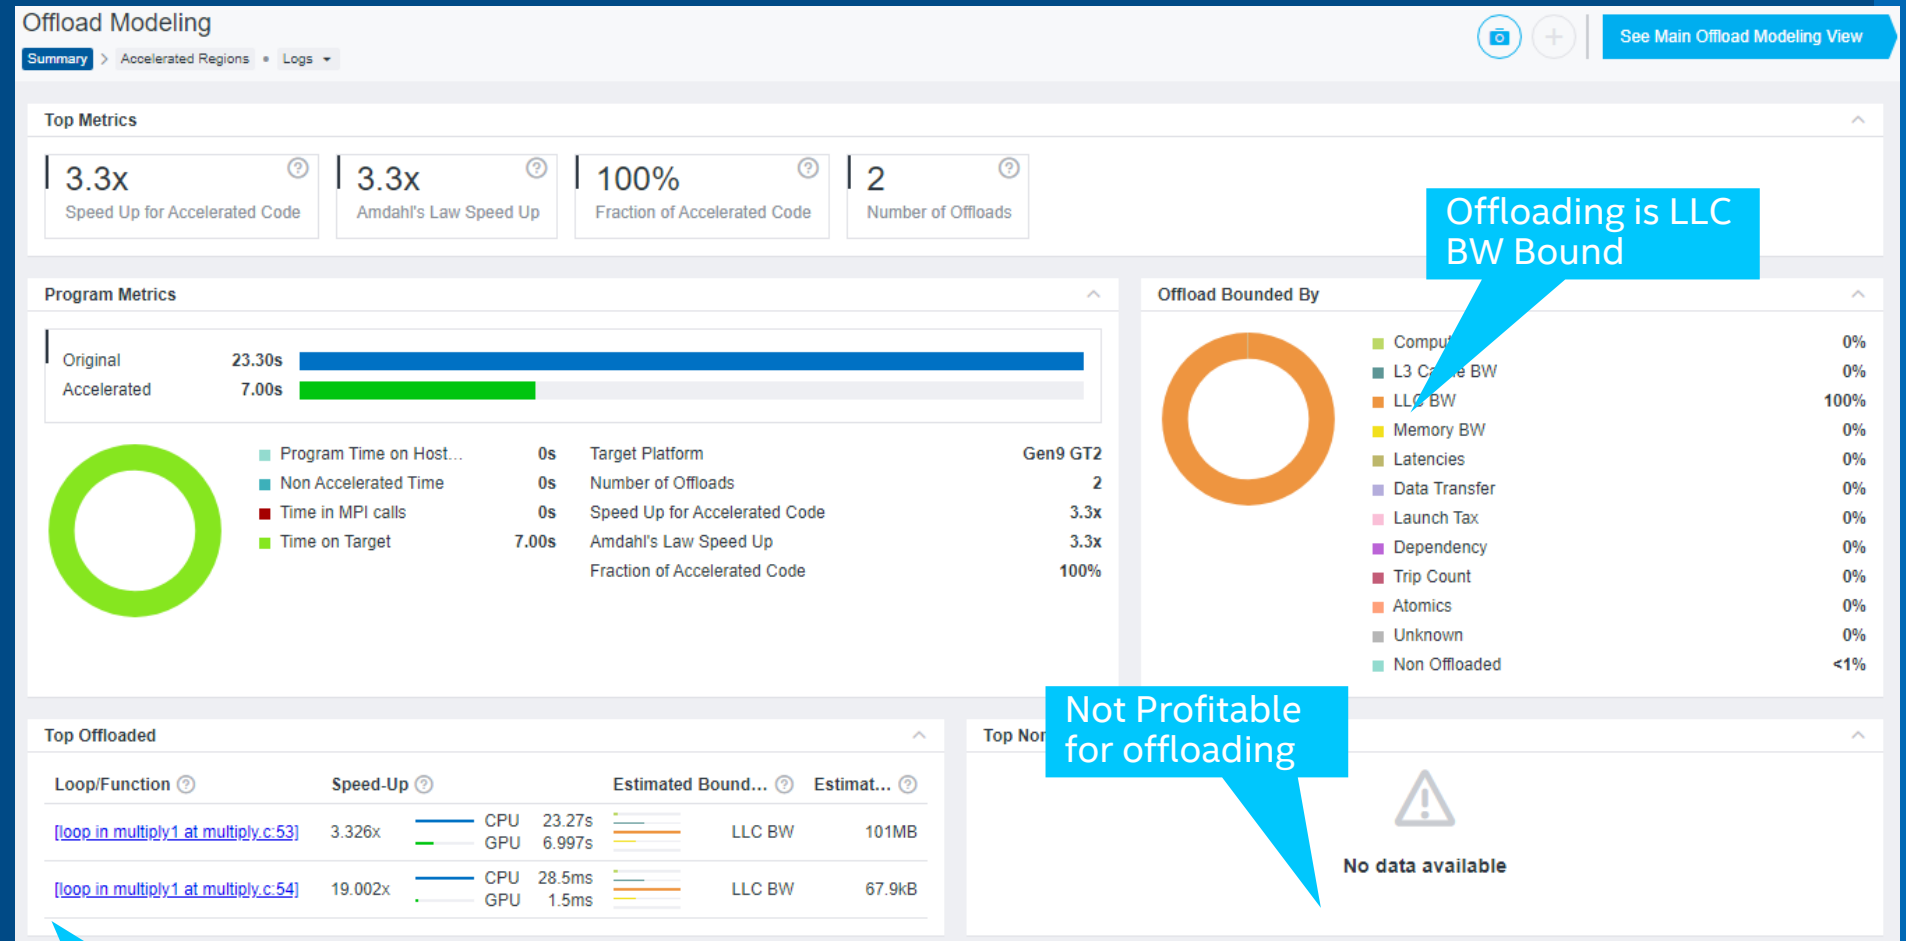 Offload Modeling
Summary > Accelerated Regions • Logs
See Main Offload Modeling View
Top Metrics
3.3x
Speed Up for Accelerated Code
3.3x
Amdahl's Law Speed Up
100%
Fraction of Accelerated Code
2
Number of Offloads
Offloading is LLC
BW Bound
Program Metrics
Original 23.30s
Accelerated 7.00s
Program Time on Host... 0s
Non Accelerated Time 0s
Time in MPI calls 0s
Time on Target 7.00s
Target Platform Gen9 GT2
Number of Offloads 2
Speed Up for Accelerated Code 3.3x
Amdahl's Law Speed Up 3.3x
Fraction of Accelerated Code 100%
Offload Bounded By
0%
L3 BW 0%
LLC BW 100%
Memory BW 0%
Latencies 0%
Data Transfer 0%
Launch Tax 0%
Dependency 0%
Trip Count 0%
Atomics 0%
Unknown 0%
Non Offloaded <1%
Top Offloaded
Loop/Function Speed-Up Estimated Bound... Estimat...
[loop in multiply1 at multiply.c:53] 3.326x CPU 23.27s GPU 6.997s LLC BW 101MB
[loop in multiply1 at multiply.c:54] 19.002x CPU 28.5ms GPU 1.5ms LLC BW 67.9kB
Not Profitable
for offloading
Top
No data available